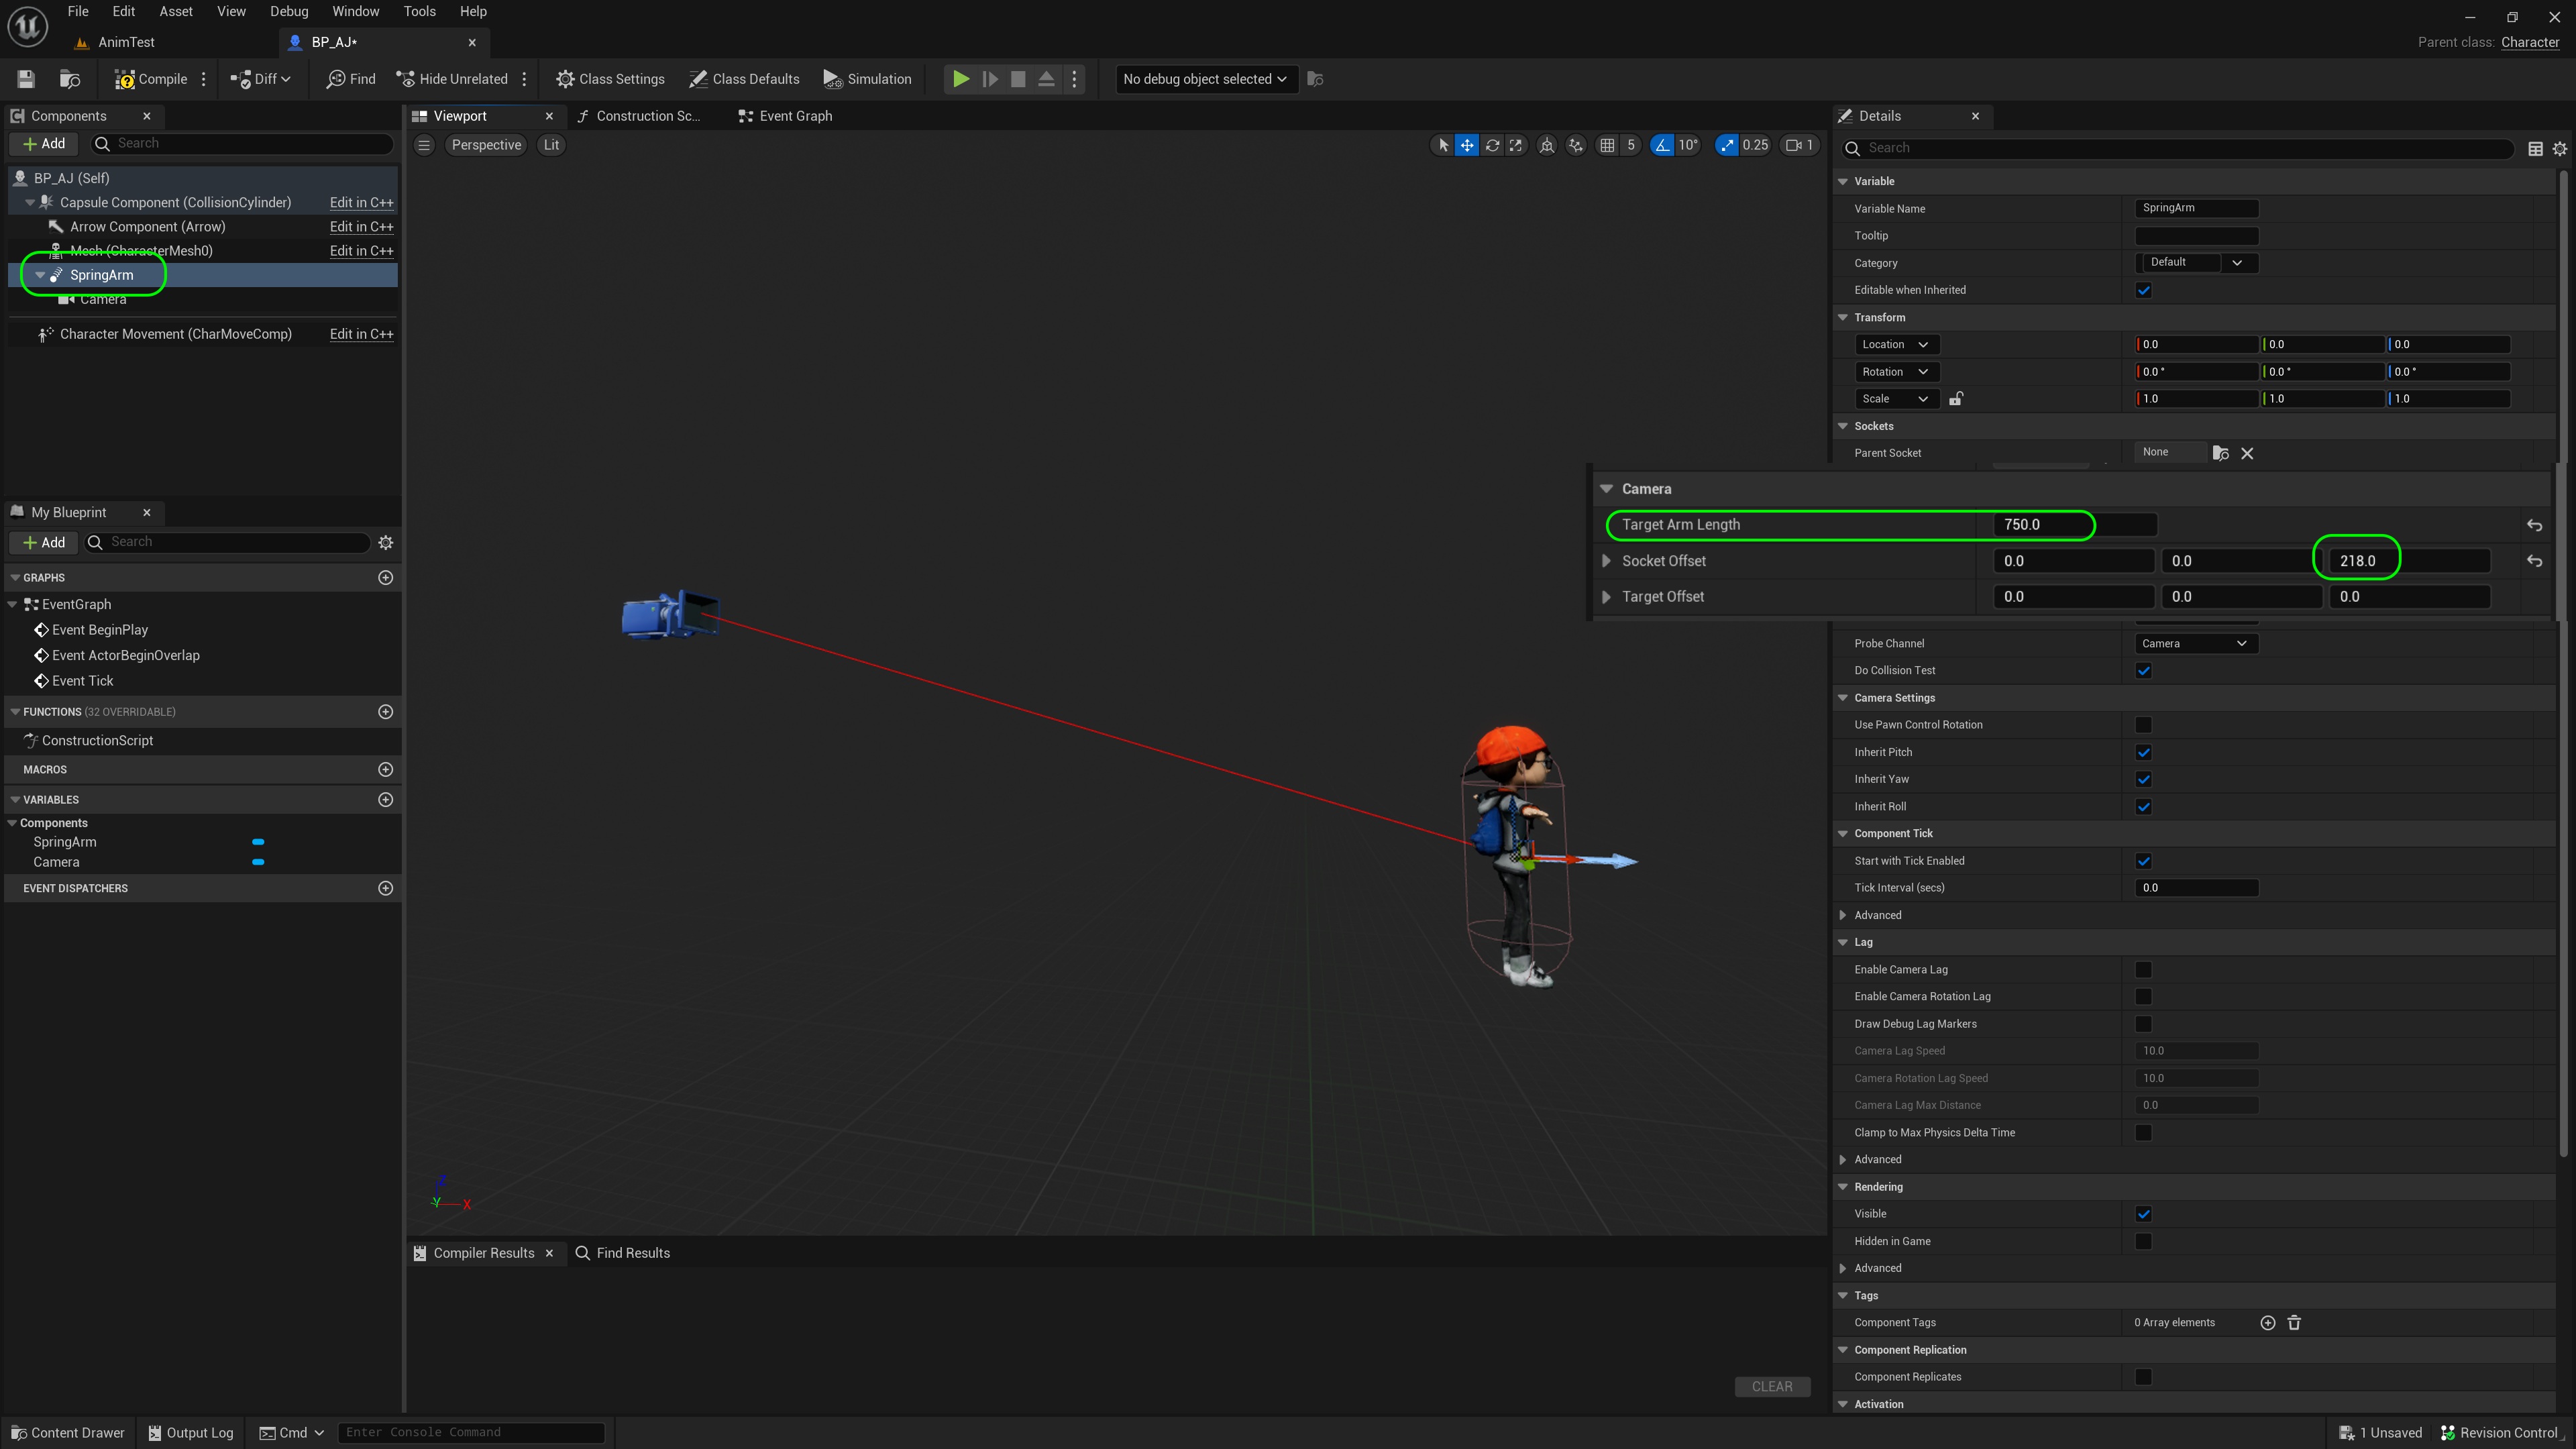 File Edit Asset View Debug Window Tools Help
AnimTest BP_AJ* Parent class: Character
Compile Diff Find Hide Unrelated Class Settings Class Defaults Simulation No debug object selected
Components
Add Search
BP_AJ (Self)
Capsule Component (CollisionCylinder) Edit in C++
Arrow Component (Arrow) Edit in C++
Mesh (CharacterMesh0) Edit in C++
SpringArm
Camera
Character Movement (CharMoveComp) Edit in C++
My Blueprint
Add Search
GRAPHS
EventGraph
Event BeginPlay
Event ActorBeginOverlap
Event Tick
FUNCTIONS (32 OVERRIDABLE)
ConstructionScript
MACROS
VARIABLES
Components
SpringArm
Camera
EVENT DISPATCHERS
Viewport Construction Sc... Event Graph
Perspective Lit 5 10° 0.25 1
Z
Y X
Compiler Results Find Results
CLEAR
Details
Search
Variable
Variable Name SpringArm
Tooltip
Category Default
Editable when Inherited
Transform
Location 0.0 0.0 0.0
Rotation 0.0 ° 0.0 ° 0.0 °
Scale 1.0 1.0 1.0
Sockets
Parent Socket None
Camera
Target Arm Length 750.0
Socket Offset 0.0 0.0 218.0
Target Offset 0.0 0.0 0.0
Probe Channel Camera
Do Collision Test
Camera Settings
Use Pawn Control Rotation
Inherit Pitch
Inherit Yaw
Inherit Roll
Component Tick
Start with Tick Enabled
Tick Interval (secs) 0.0
Advanced
Lag
Enable Camera Lag
Enable Camera Rotation Lag
Draw Debug Lag Markers
Camera Lag Speed 10.0
Camera Rotation Lag Speed 10.0
Camera Lag Max Distance 0.0
Clamp to Max Physics Delta Time
Advanced
Rendering
Visible
Hidden in Game
Advanced
Tags
Component Tags 0 Array elements
Component Replication
Component Replicates
Activation
Content Drawer Output Log Cmd Enter Console Command 1 Unsaved Revision Control